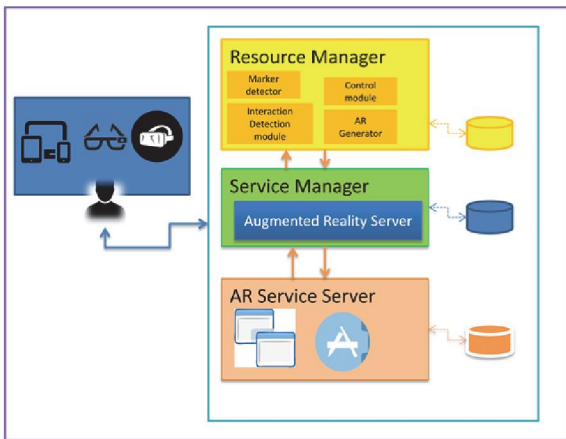 Resource Manager
Marker
detector
Control
module
Interaction
Detection
module
AR
Generator
Service Manager
Augmented Reality Server
AR Service Server